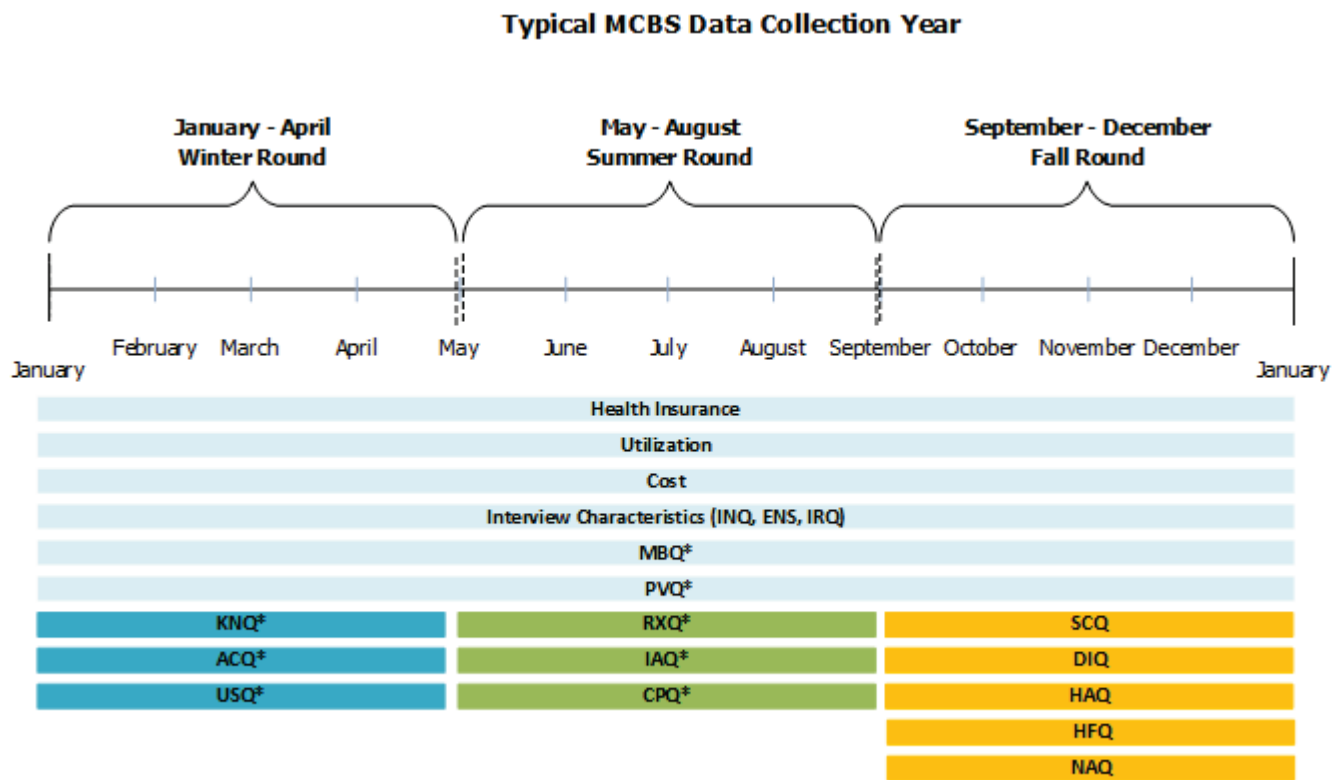 Typical MCBS Data Collection Year
January - April
Winter Round
May - August
Summer Round
September - December
Fall Round
January
February
March
April
May
June
July
August
September
October
November
December
January
Health Insurance
Utilization
Cost
Interview Characteristics (INQ, ENS, IRQ)
MBQ*
PVQ*
KNQ*
RXQ*
SCQ
ACQ*
IAQ*
DIQ
USQ*
CPQ*
HAQ
HFQ
NAQ